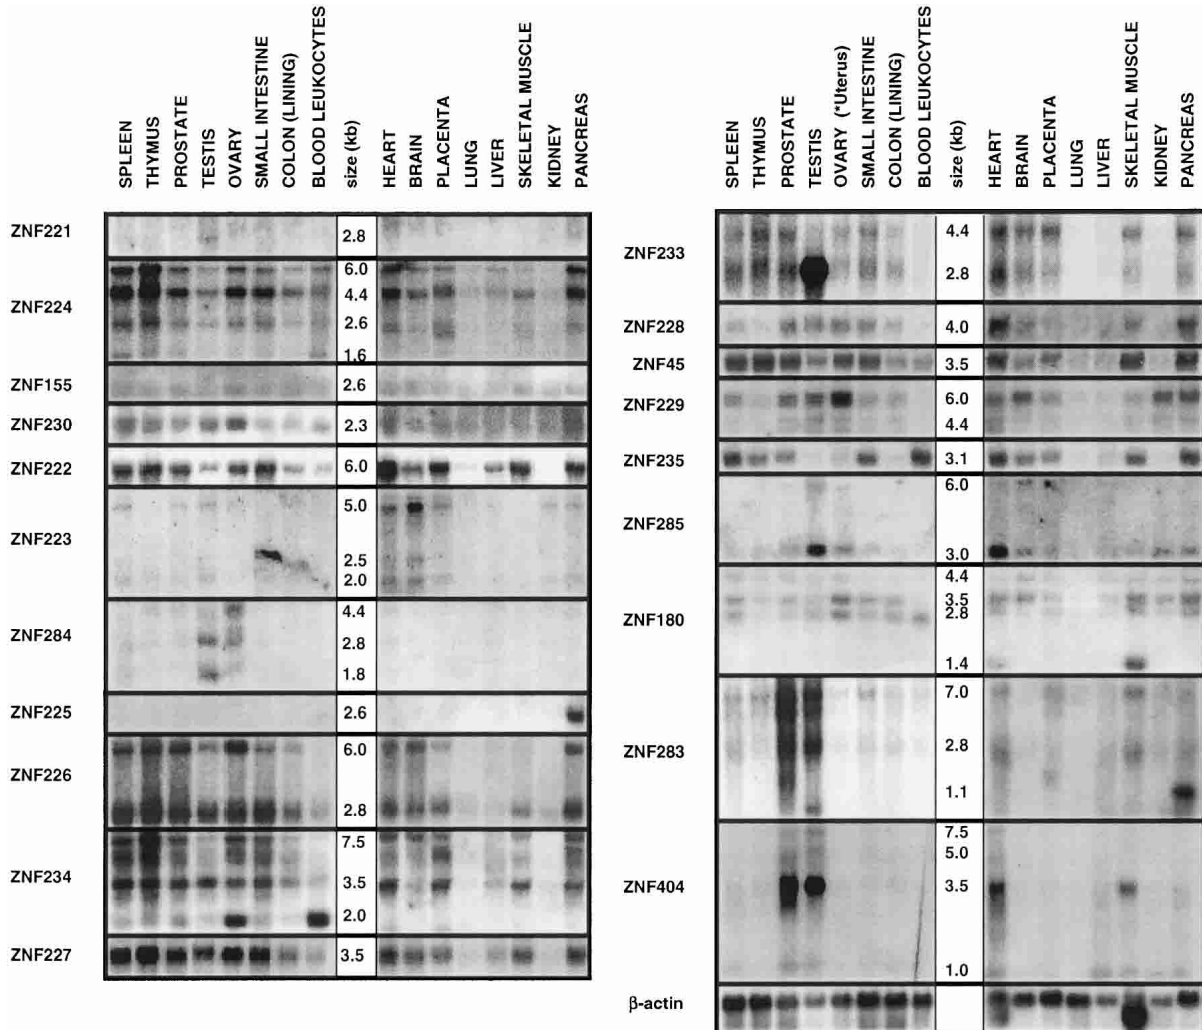 SPLEEN
THYMUS
PROSTATE
TESTIS
OVARY
SMALL INTESTINE
COLON (LINING)
BLOOD LEUKOCYTES
size (kb)
HEART
BRAIN
PLACENTA
LUNG
LIVER
SKELETAL MUSCLE
KIDNEY
PANCREAS
ZNF221
2.8
ZNF224
6.0
4.4
2.6
1.6
ZNF155
2.6
ZNF230
2.3
ZNF222
6.0
ZNF223
5.0
2.5
2.0
ZNF284
4.4
2.8
1.8
ZNF225
2.6
ZNF226
6.0
2.8
ZNF234
7.5
3.5
2.0
ZNF227
3.5
SPLEEN
THYMUS
PROSTATE
TESTIS
OVARY (*Uterus)
SMALL INTESTINE
COLON (LINING)
BLOOD LEUKOCYTES
size (kb)
HEART
BRAIN
PLACENTA
LUNG
LIVER
SKELETAL MUSCLE
KIDNEY
PANCREAS
ZNF233
4.4
2.8
ZNF228
4.0
ZNF45
3.5
ZNF229
6.0
4.4
ZNF235
3.1
ZNF285
6.0
3.0
ZNF180
4.4
3.5
2.8
1.4
ZNF283
7.0
2.8
1.1
ZNF404
7.5
5.0
3.5
1.0
β-actin